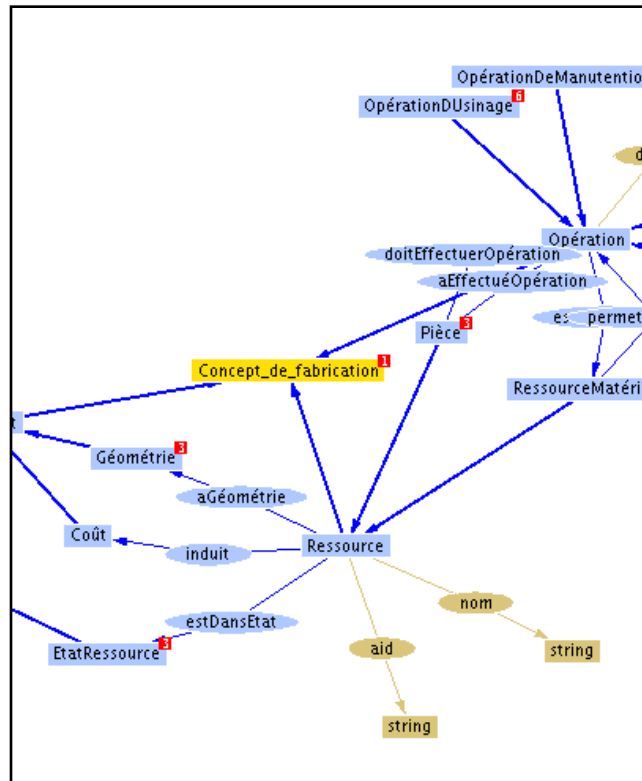 OpérationDeManutentio
OpérationDUsinage 6
d
Opération
doitEffectuerOpération
aEffectuéOpération
es permet
Pièce 3
Concept_de_fabrication 1
RessourceMatéri
t
Géométrie 3
aGéométrie
Coût
induit
Ressource
nom
estDansEtat
EtatRessource 3
aid
string
string